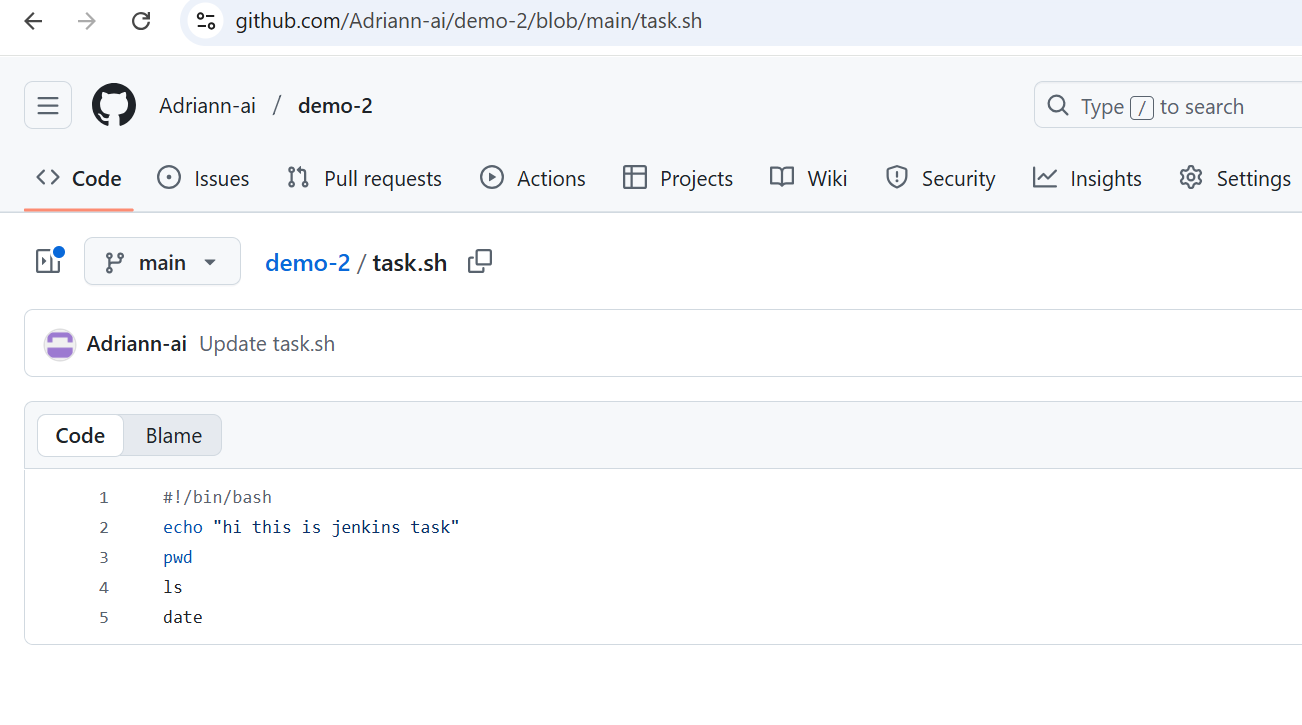 github.com/Adriann-ai/demo-2/blob/main/task.sh
Adriann-ai / demo-2
Type / to search
Code Issues Pull requests Actions Projects Wiki Security Insights Settings
main demo-2 / task.sh
Adriann-ai Update task.sh
Code Blame
1 #!/bin/bash
2 echo "hi this is jenkins task"
3 pwd
4 ls
5 date